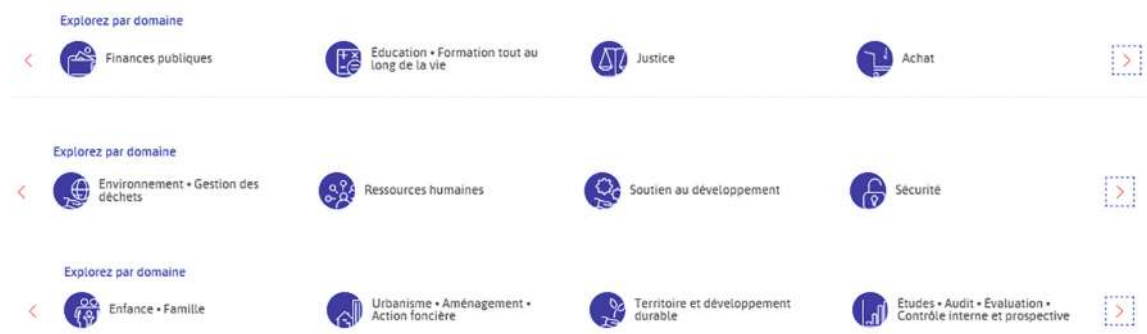 Explorez par domaine
Finances publiques
Éducation • Formation tout au
long de la vie
Justice
Achat
Explorez par domaine
Environnement • Gestion des
déchets
Ressources humaines
Soutien au développement
Sécurité
Explorez par domaine
Enfance • Famille
Urbanisme • Aménagement •
Action foncière
Territoire et développement
durable
Études • Audit • Évaluation •
Contrôle interne et prospective